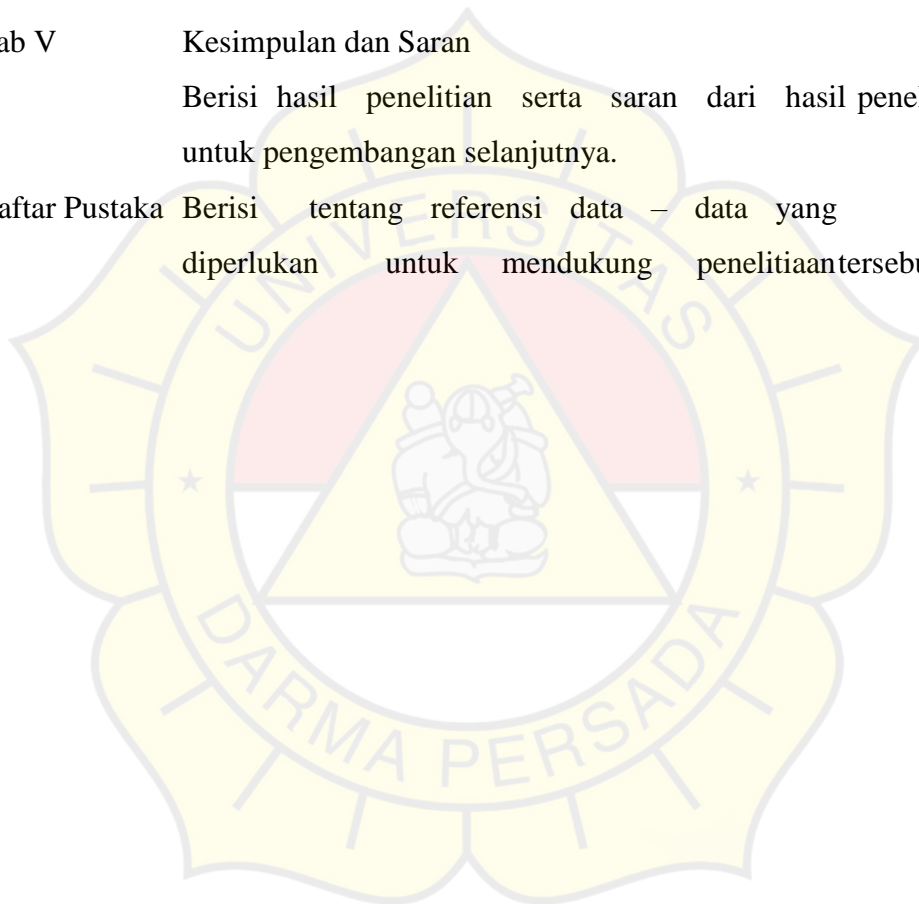 ab V Kesimpulan dan Saran
Berisi hasil penelitian serta saran dari hasil pene
untuk pengembangan selanjutnya.
aftar Pustaka Berisi tentang referensi data – data yang
diperlukan untuk mendukung penelitiaantersebu
UNIVERSITAS
DARMA PERSADA